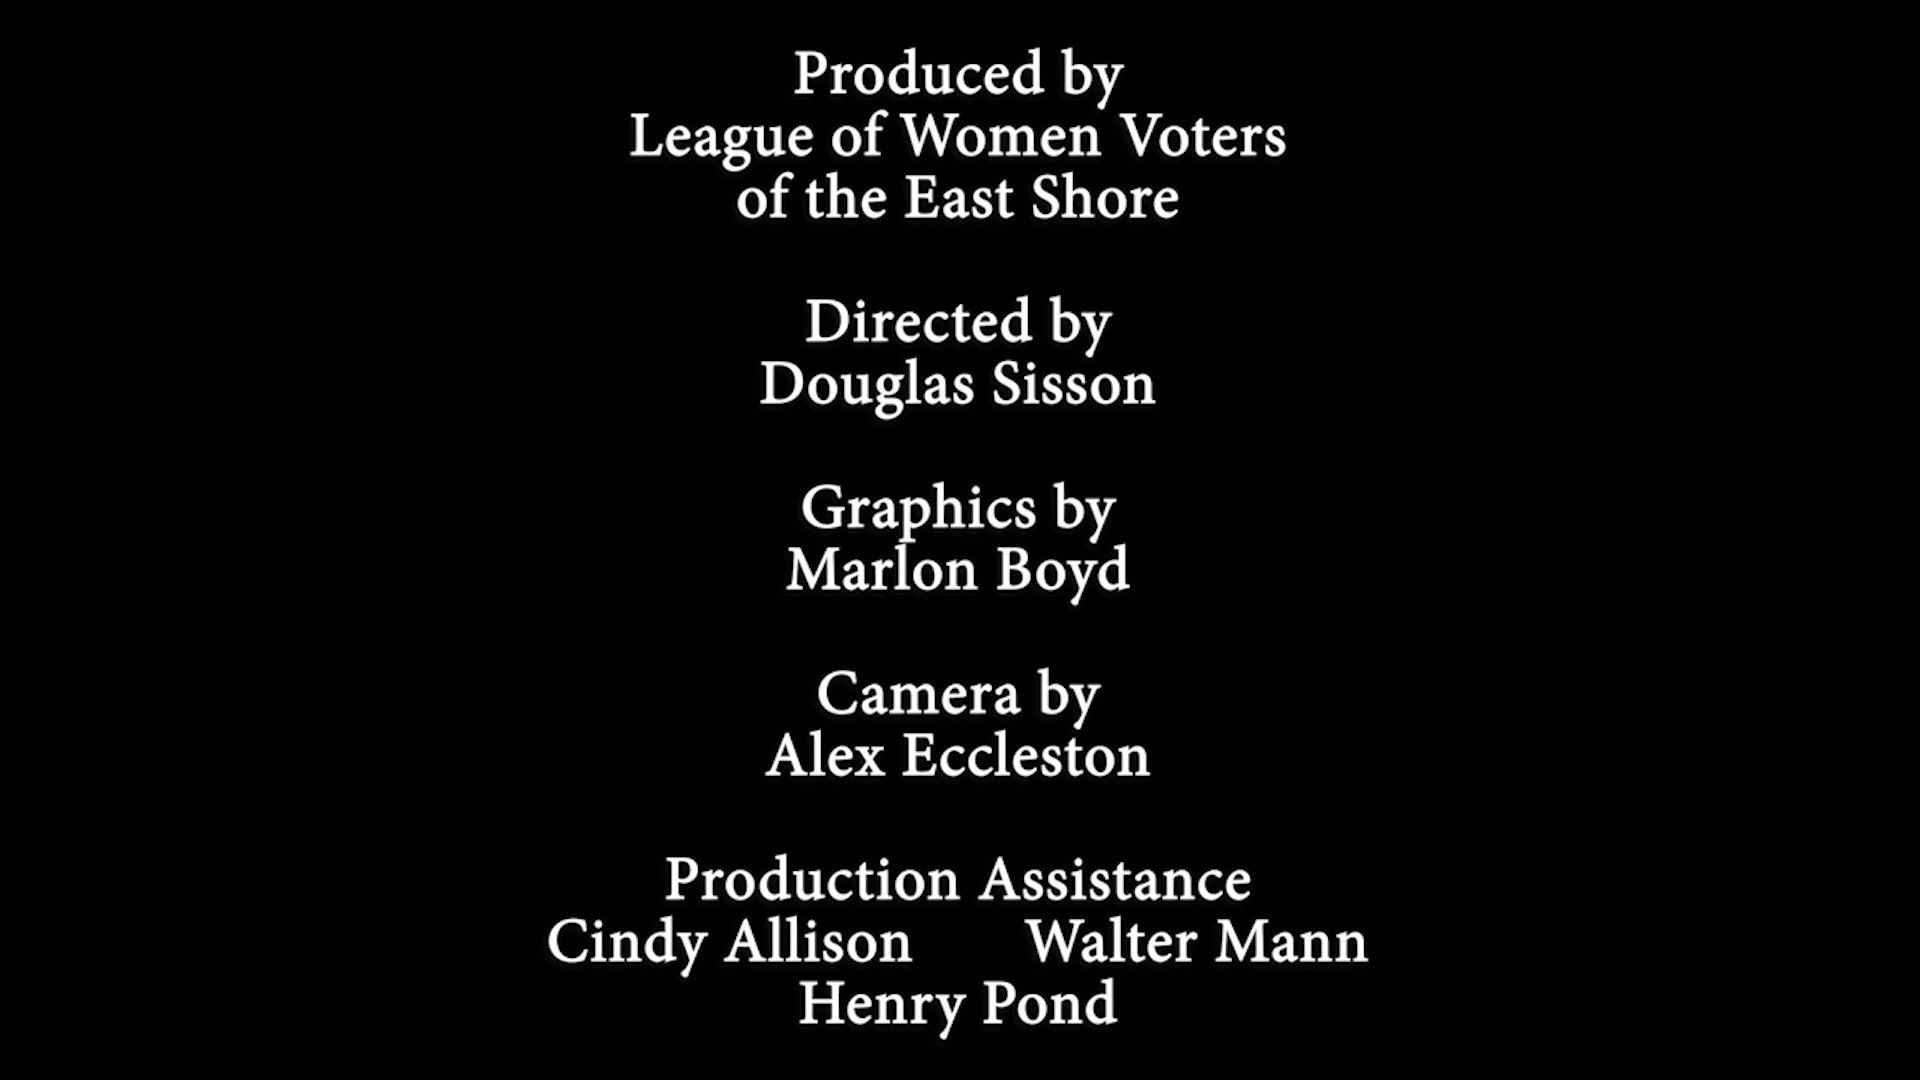 Produced by
League of Women Voters
of the East Shore
Directed by
Douglas Sisson
Graphics by
Marlon Boyd
Camera by
Alex Eccleston
Production Assistance
Cindy Allison Walter Mann
Henry Pond